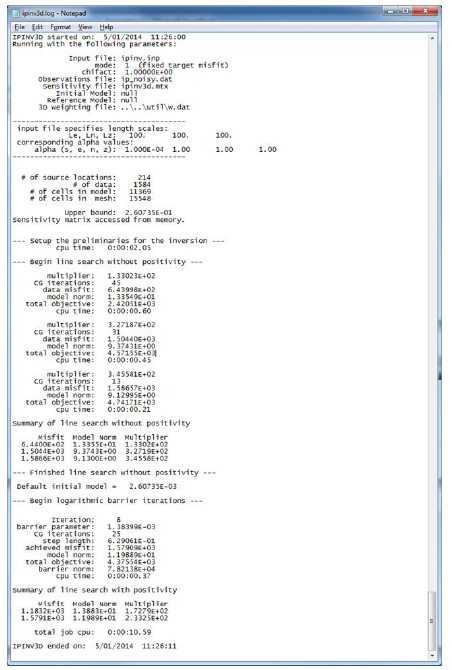 ipinv3d.log - Notepad
File Edit Format View Help
IPINV3D started on: 5/01/2014 11:26:00
Running with the following parameters:
Input file: ipinv.inp
mode: 1 (fixed target misfit)
chifact: 1.00000E+00
Observations file: ip_noisy.dat
Sensitivity file: ipinv3d.mtx
Initial Model: null
Reference Model: null
3D weighting file: ..\..\util\w.dat
----------------------------------------
input file specifies length scales:
Le, Ln, Lz: 100. 100. 100.
corresponding alpha values:
alpha (s, e, n, z): 1.000E-04 1.00 1.00 1.00
----------------------------------------
# of source locations: 214
# of data: 1584
# of cells in model: 11369
# of cells in mesh: 15548
Upper bound: 2.60735E-01
Sensitivity matrix accessed from memory.
--- Setup the preliminaries for the inversion ---
cpu time: 0:00:02.05
--- Begin line search without positivity ---
multiplier: 1.33023E+02
CG iterations: 45
data misfit: 6.43998E+02
model norm: 1.33549E+01
total objective: 2.42051E+03
cpu time: 0:00:00.60
multiplier: 3.27187E+02
CG iterations: 31
data misfit: 1.50440E+03
model norm: 9.37431E+00
total objective: 4.57155E+03
cpu time: 0:00:00.45
multiplier: 3.45581E+02
CG iterations: 13
data misfit: 1.58657E+03
model norm: 9.12995E+00
total objective: 4.74171E+03
cpu time: 0:00:00.21
Summary of line search without positivity
Misfit Model Norm Multiplier
6.4400E+02 1.3355E+01 1.3302E+02
1.5044E+03 9.3743E+00 3.2719E+02
1.5866E+03 9.1300E+00 3.4558E+02
--- Finished line search without positivity ---
Default initial model = 2.60735E-03
--- Begin logarithmic barrier iterations ---
Iteration: 8
barrier parameter: 1.38399E-03
CG iterations: 25
step length: 6.29061E-01
achieved misfit: 1.57909E+03
model norm: 1.19889E+01
total objective: 4.37554E+03
barrier norm: 7.82138E+04
cpu time: 0:00:00.37
Summary of line search with positivity
Misfit Model Norm Multiplier
1.1832E+03 1.3883E+01 1.7279E+02
1.5791E+03 1.1989E+01 2.3325E+02
total job cpu: 0:00:10.59
IPINV3D ended on: 5/01/2014 11:26:11